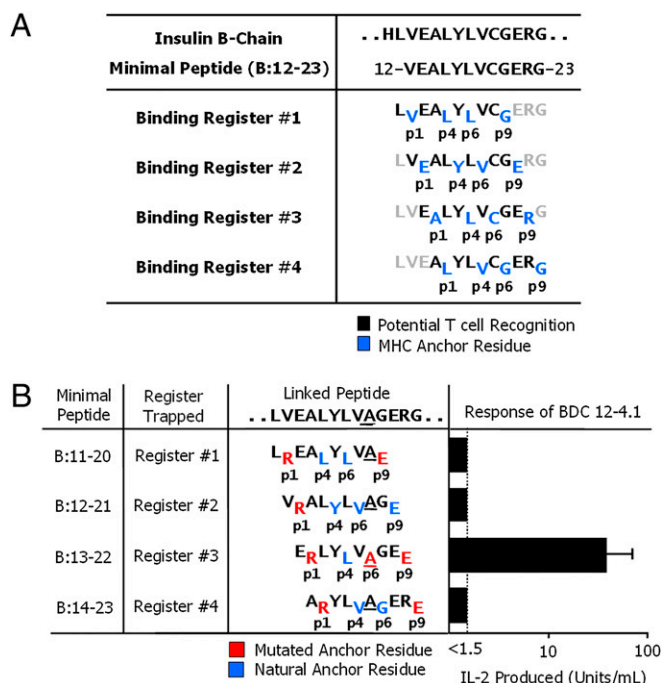 A
Insulin B-Chain ..HLVEALYLVCGERG..
Minimal Peptide (B:12-23) 12-VEALYLVCGERG-23
Binding Register #1 LVEALYLVCGERG
p1 p4 p6 p9
Binding Register #2 LVEALYLVCGERG
p1 p4 p6 p9
Binding Register #3 LVEALYLVCGERG
p1 p4 p6 p9
Binding Register #4 LVEALYLVCGERG
p1 p4 p6 p9
Potential T cell Recognition
MHC Anchor Residue
B
Minimal Peptide
Register Trapped
Linked Peptide
..LVEALYLVAGERG..
Response of BDC 12-4.1
B:11-20 Register #1 LREALYLVAE
p1 p4 p6 p9
B:12-21 Register #2 VRALYLVAGE
p1 p4 p6 p9
B:13-22 Register #3 ERLYLVAGEE
p1 p4 p6 p9
B:14-23 Register #4 ARYLVAGERE
p1 p4 p6 p9
Mutated Anchor Residue
Natural Anchor Residue
<1.5 10 100
IL-2 Produced (Units/mL)